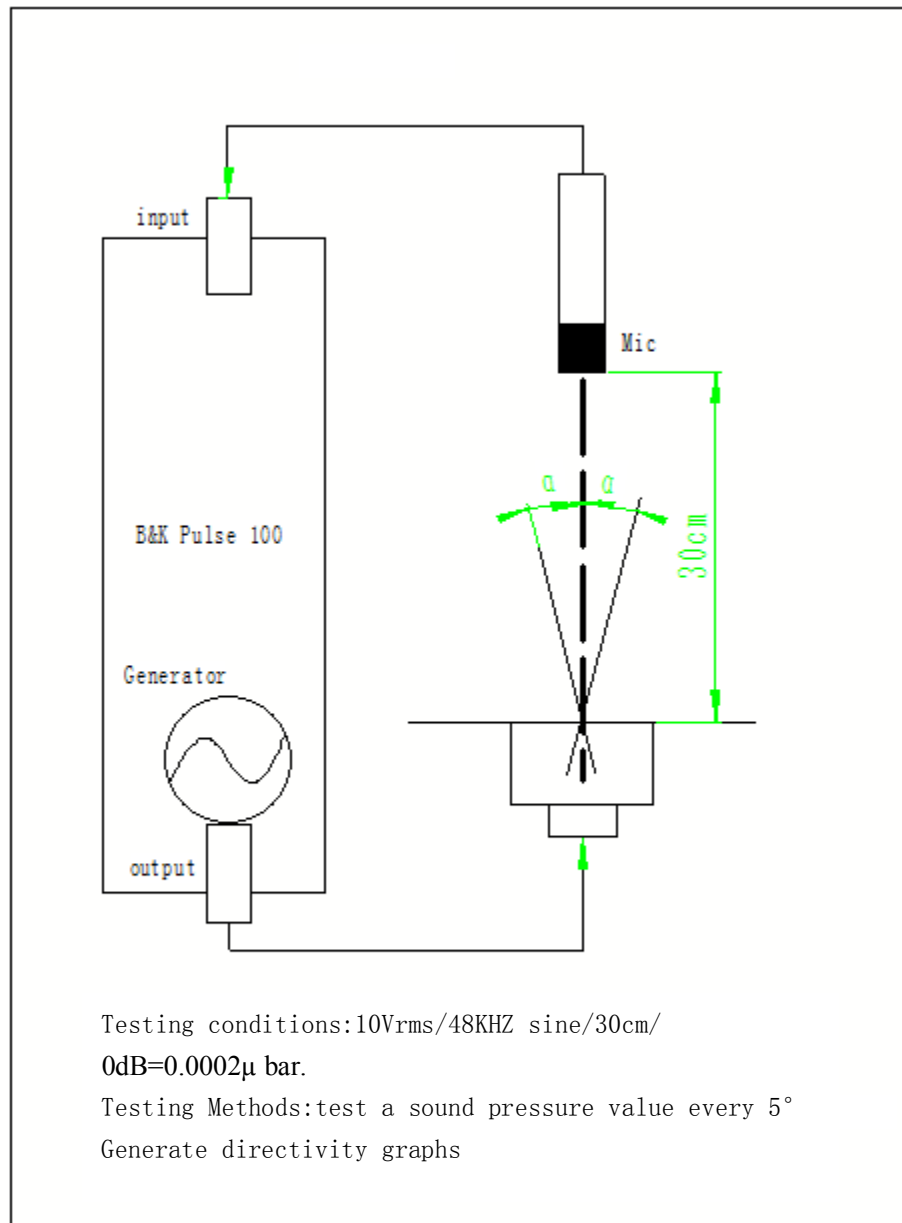 input
Mic
α α
30cm
B&K Pulse 100
Generator
output
Testing conditions:10Vrms/48KHZ sine/30cm/
0dB=0.0002μ bar.
Testing Methods:test a sound pressure value every 5°
Generate directivity graphs